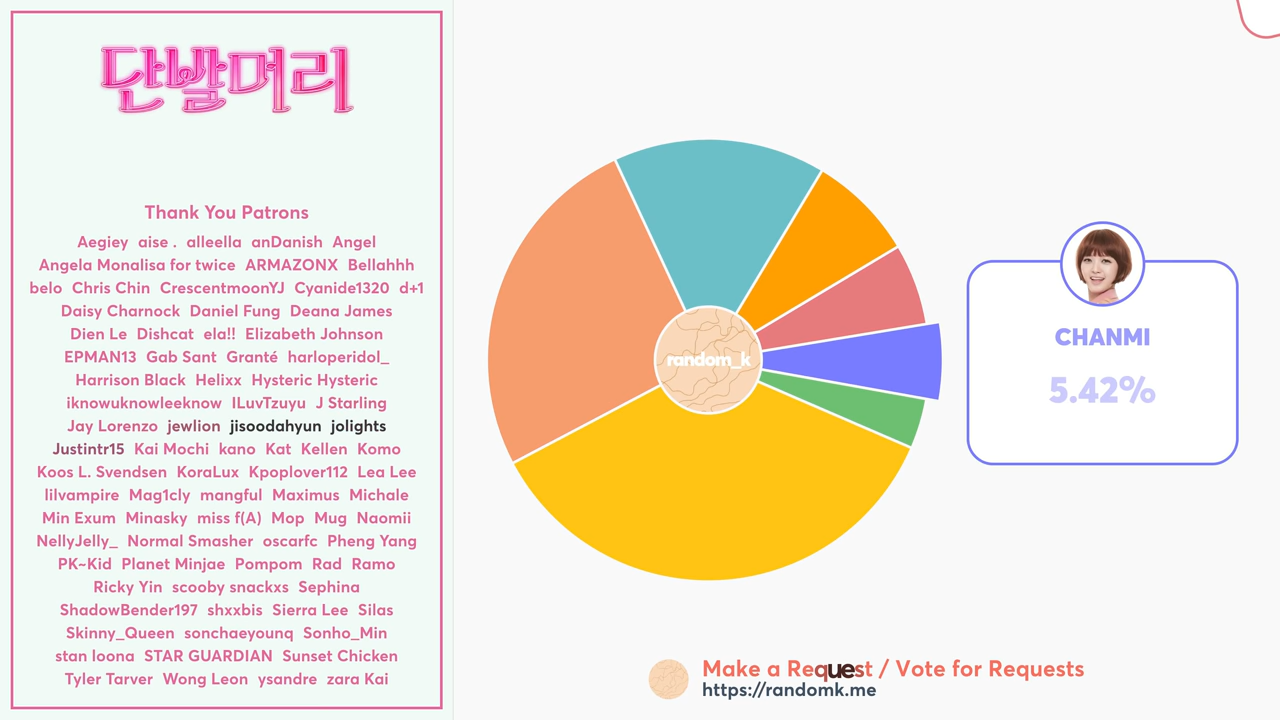 단발머리
Thank You Patrons
Aegiey aise . alleella anDanish Angel
Angela Monalisa for twice ARMAZONX Bellahhh
belo Chris Chin CrescentmoonYJ Cyanide1320 d+1
Daisy Charnock Daniel Fung Deana James
Dien Le Dishcat ela!! Elizabeth Johnson
EPMAN13 Gab Sant Granté harloperidol_
Harrison Black Helixx Hysteric Hysteric
iknowuknowleeknow ILuvTzuyu J Starling
Jay Lorenzo jewlion jisoodahyun jolights
Justintr15 Kai Mochi kano Kat Kellen Komo
Koos L. Svendsen KoraLux Kpoplover112 Lea Lee
lilvampire Mag1cly mangful Maximus Michale
Min Exum Minasky miss f(A) Mop Mug Naomii
NellyJelly_ Normal Smasher oscarfc Pheng Yang
PK~Kid Planet Minjae Pompom Rad Ramo
Ricky Yin scooby snackxs Sephina
ShadowBender197 shxxbis Sierra Lee Silas
Skinny_Queen sonchaeyounq Sonho_Min
stan loona STAR GUARDIAN Sunset Chicken
Tyler Tarver Wong Leon ysandre zara Kai
random_k
CHANMI
5.42%
Make a Request / Vote for Requests
https://randomk.me